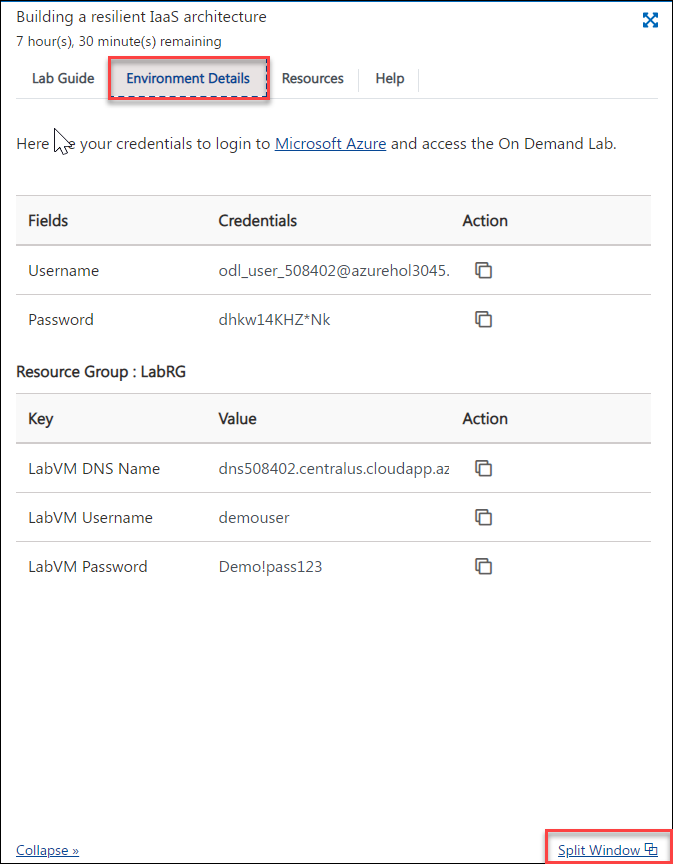 Building a resilient IaaS architecture
7 hour(s), 30 minute(s) remaining
Lab Guide Environment Details Resources Help
Here your credentials to login to Microsoft Azure and access the On Demand Lab.
Fields Credentials Action
Username odl_user_508402@azurehol3045.
Password dhkw14KHZ*Nk
Resource Group : LabRG
Key Value Action
LabVM DNS Name dns508402.centralus.cloudapp.az
LabVM Username demouser
LabVM Password Demo!pass123
Collapse » Split Window